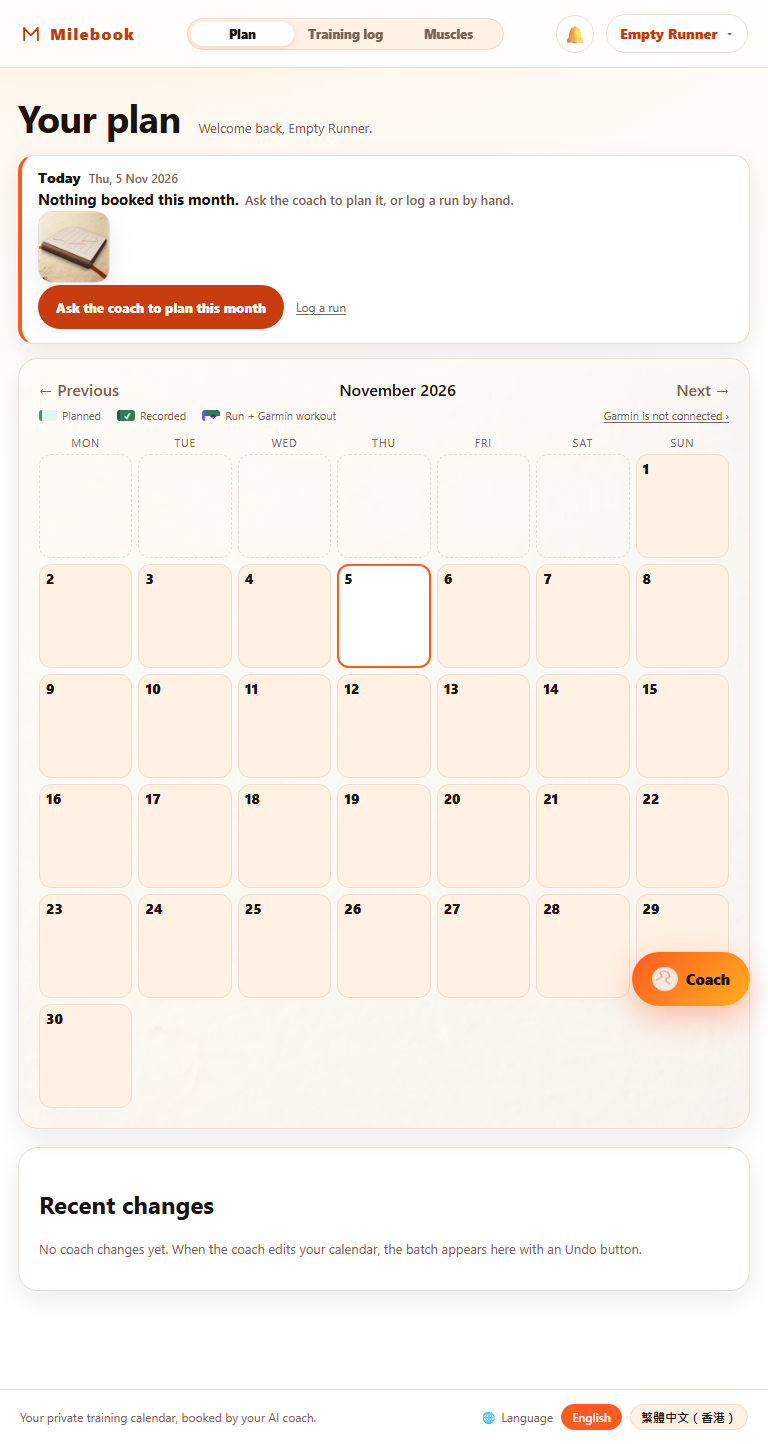 Milebook
Plan
Training log
Muscles
Empty Runner
Your plan
Welcome back, Empty Runner.
Today Thu, 5 Nov 2026
Nothing booked this month. Ask the coach to plan it, or log a run by hand.
Ask the coach to plan this month
Log a run
← Previous
November 2026
Next →
Planned
Recorded
Run + Garmin workout
Garmin is not connected ›
MON TUE WED THU FRI SAT SUN
1
2 3 4 5 6 7 8
9 10 11 12 13 14 15
16 17 18 19 20 21 22
23 24 25 26 27 28 29
Coach
30
Recent changes
No coach changes yet. When the coach edits your calendar, the batch appears here with an Undo button.
Your private training calendar, booked by your AI coach.
Language
English
繁體中文（香港）